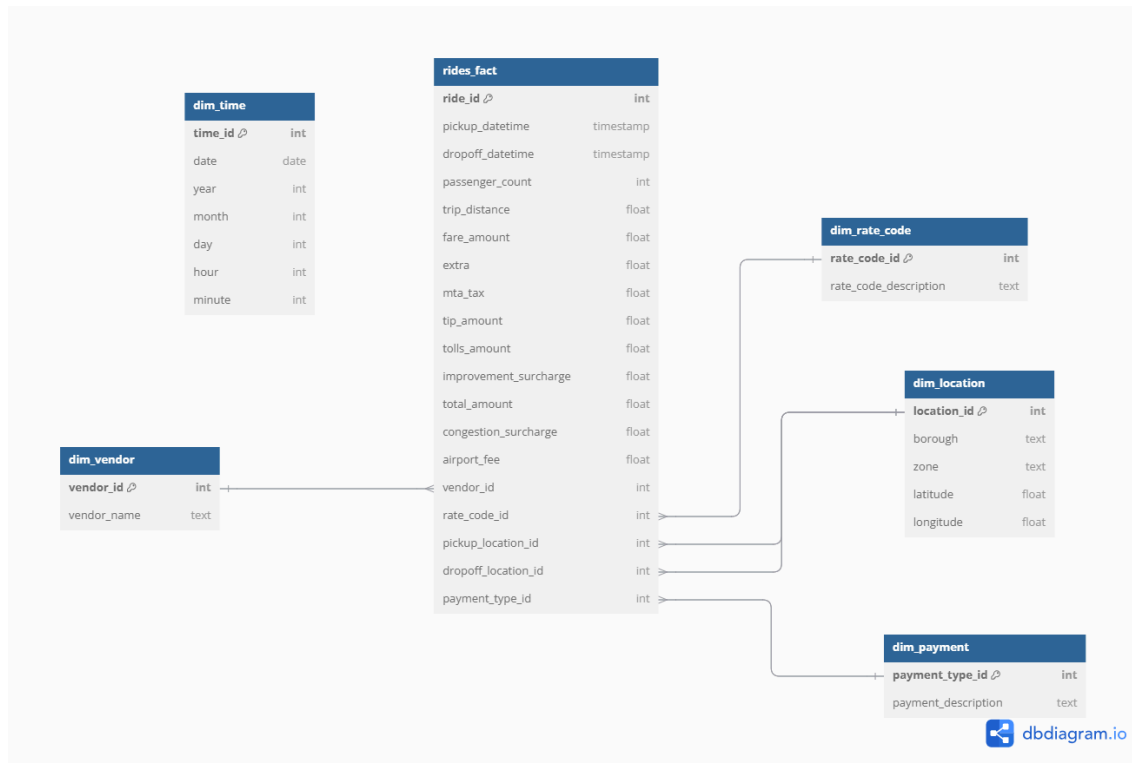 dim_time
time_id int
date date
year int
month int
day int
hour int
minute int
rides_fact
ride_id int
pickup_datetime timestamp
dropoff_datetime timestamp
passenger_count int
trip_distance float
fare_amount float
extra float
mta_tax float
tip_amount float
tolls_amount float
improvement_surcharge float
total_amount float
congestion_surcharge float
airport_fee float
vendor_id int
rate_code_id int
pickup_location_id int
dropoff_location_id int
payment_type_id int
dim_vendor
vendor_id int
vendor_name text
dim_rate_code
rate_code_id int
rate_code_description text
dim_location
location_id int
borough text
zone text
latitude float
longitude float
dim_payment
payment_type_id int
payment_description text
dbdiagram.io